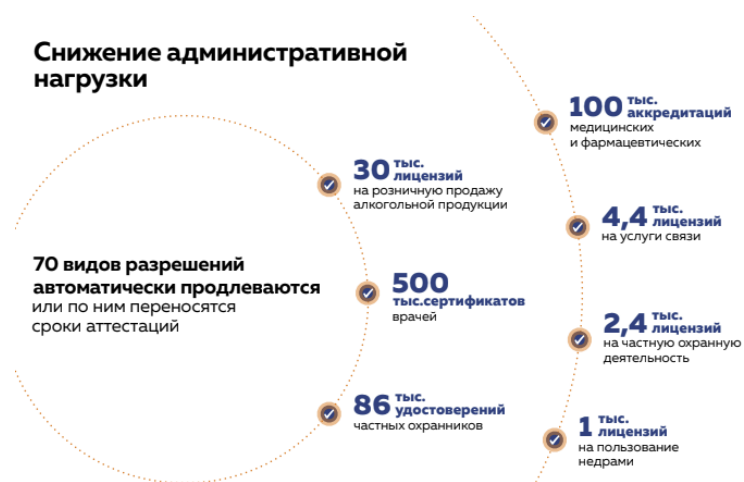 Снижение административной
нагрузки
70 видов разрешений
автоматически продлеваются
или по ним переносятся
сроки аттестаций
30 тыс.
лицензий
на розничную продажу
алкогольной продукции
500
тыс.сертификатов
врачей
86 тыс.
удостоверений
частных охранников
100 тыс.
аккредитаций
медицинских
и фармацевтических
4,4 тыс.
лицензий
на услуги связи
2,4 тыс.
лицензий
на частную охранную
деятельность
1 тыс.
лицензий
на пользование
недрами